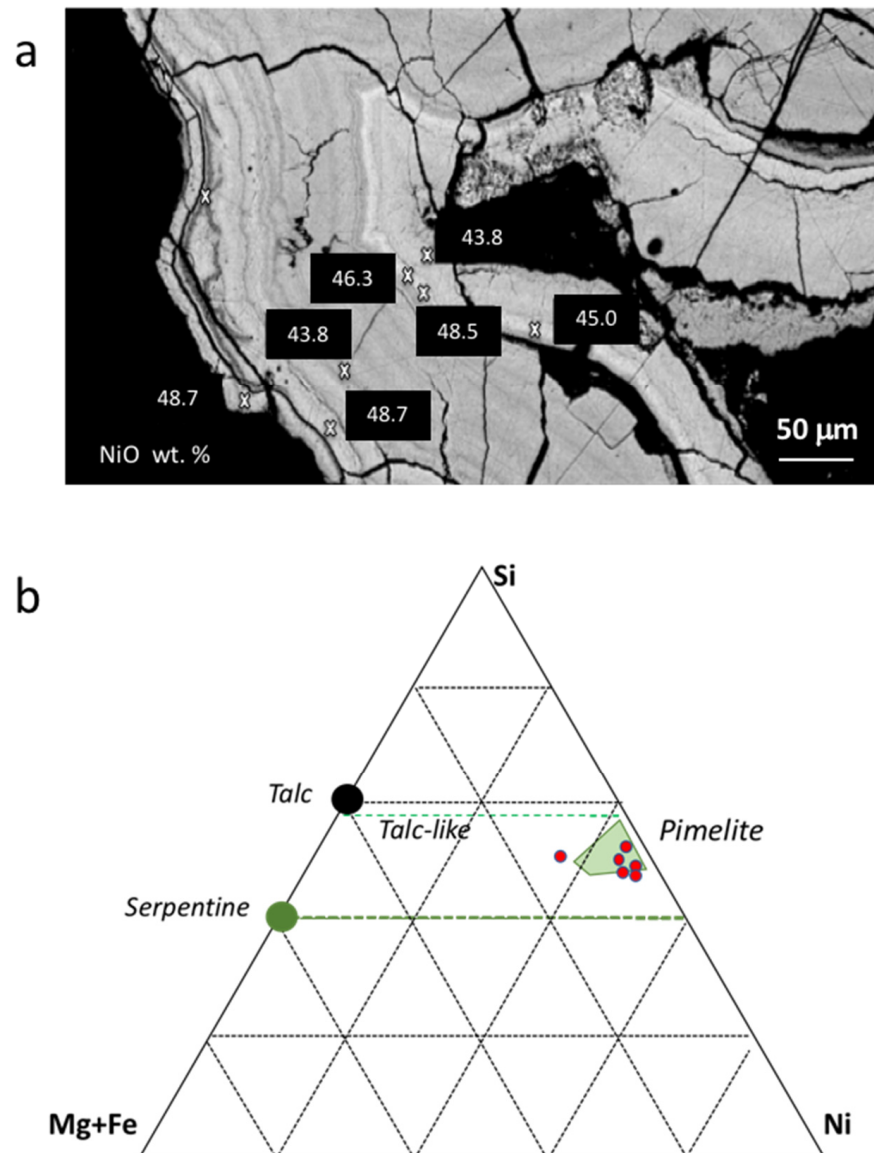 a
43.8
46.3
43.8
48.5
45.0
48.7
48.7
NiO wt. %
50 µm
b
Si
Talc
Talc-like
Pimelite
Serpentine
Mg+Fe
Ni